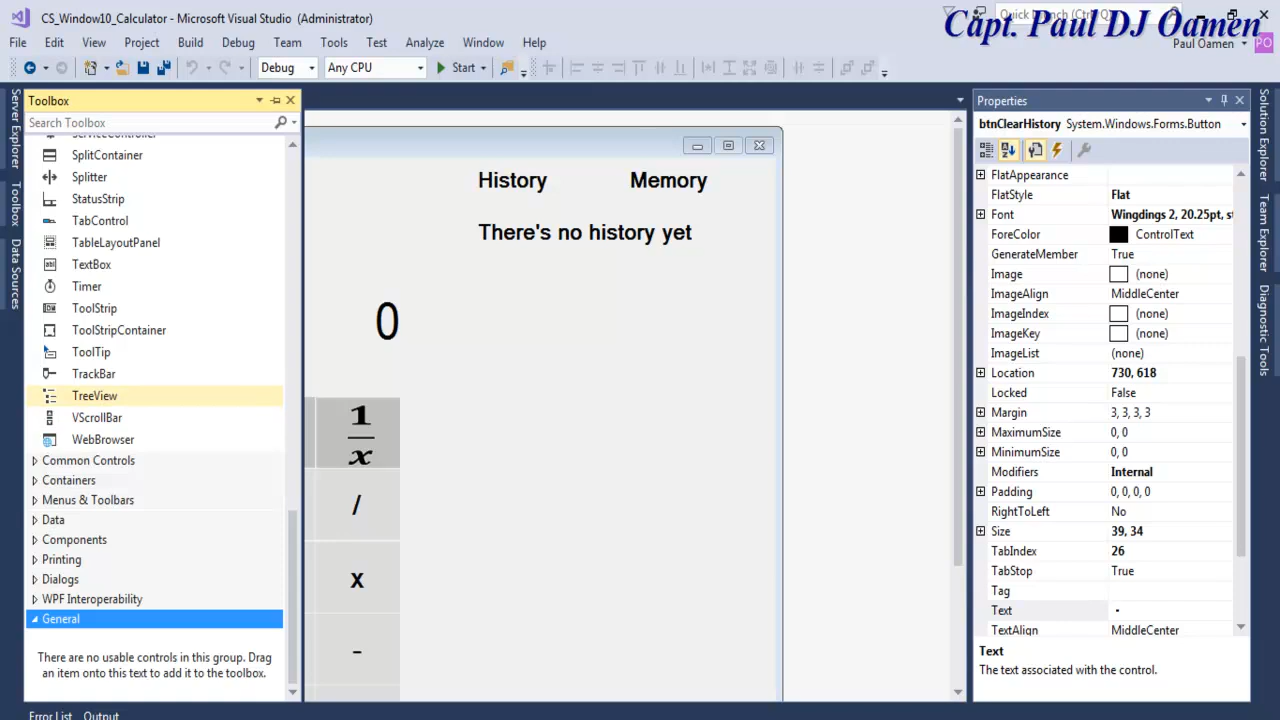 CS_Window10_Calculator - Microsoft Visual Studio (Administrator)
Quick Launch (Ctrl+Q)
Capt. Paul DJ Oamen
File Edit View Project Build Debug Team Tools Test Analyze Window Help
Paul Oamen
PO
Debug
Any CPU
Start
Server Explorer
Toolbox
Data Sources
Toolbox
Search Toolbox
ServiceController
SplitContainer
Splitter
StatusStrip
TabControl
TableLayoutPanel
TextBox
Timer
ToolStrip
ToolStripContainer
ToolTip
TrackBar
TreeView
VScrollBar
WebBrowser
Common Controls
Containers
Menus & Toolbars
Data
Components
Printing
Dialogs
WPF Interoperability
General
There are no usable controls in this group. Drag
an item onto this text to add it to the toolbox.
Error List Output
History Memory
There's no history yet
0
1
x
/
x
-
Properties
btnClearHistory System.Windows.Forms.Button
FlatAppearance
FlatStyle Flat
Font Wingdings 2, 20.25pt, st
ForeColor ControlText
GenerateMember True
Image (none)
ImageAlign MiddleCenter
ImageIndex (none)
ImageKey (none)
ImageList (none)
Location 730, 618
Locked False
Margin 3, 3, 3, 3
MaximumSize 0, 0
MinimumSize 0, 0
Modifiers Internal
Padding 0, 0, 0, 0
RightToLeft No
Size 39, 34
TabIndex 26
TabStop True
Tag
Text -
TextAlign MiddleCenter
Text
The text associated with the control.
Solution Explorer
Team Explorer
Diagnostic Tools